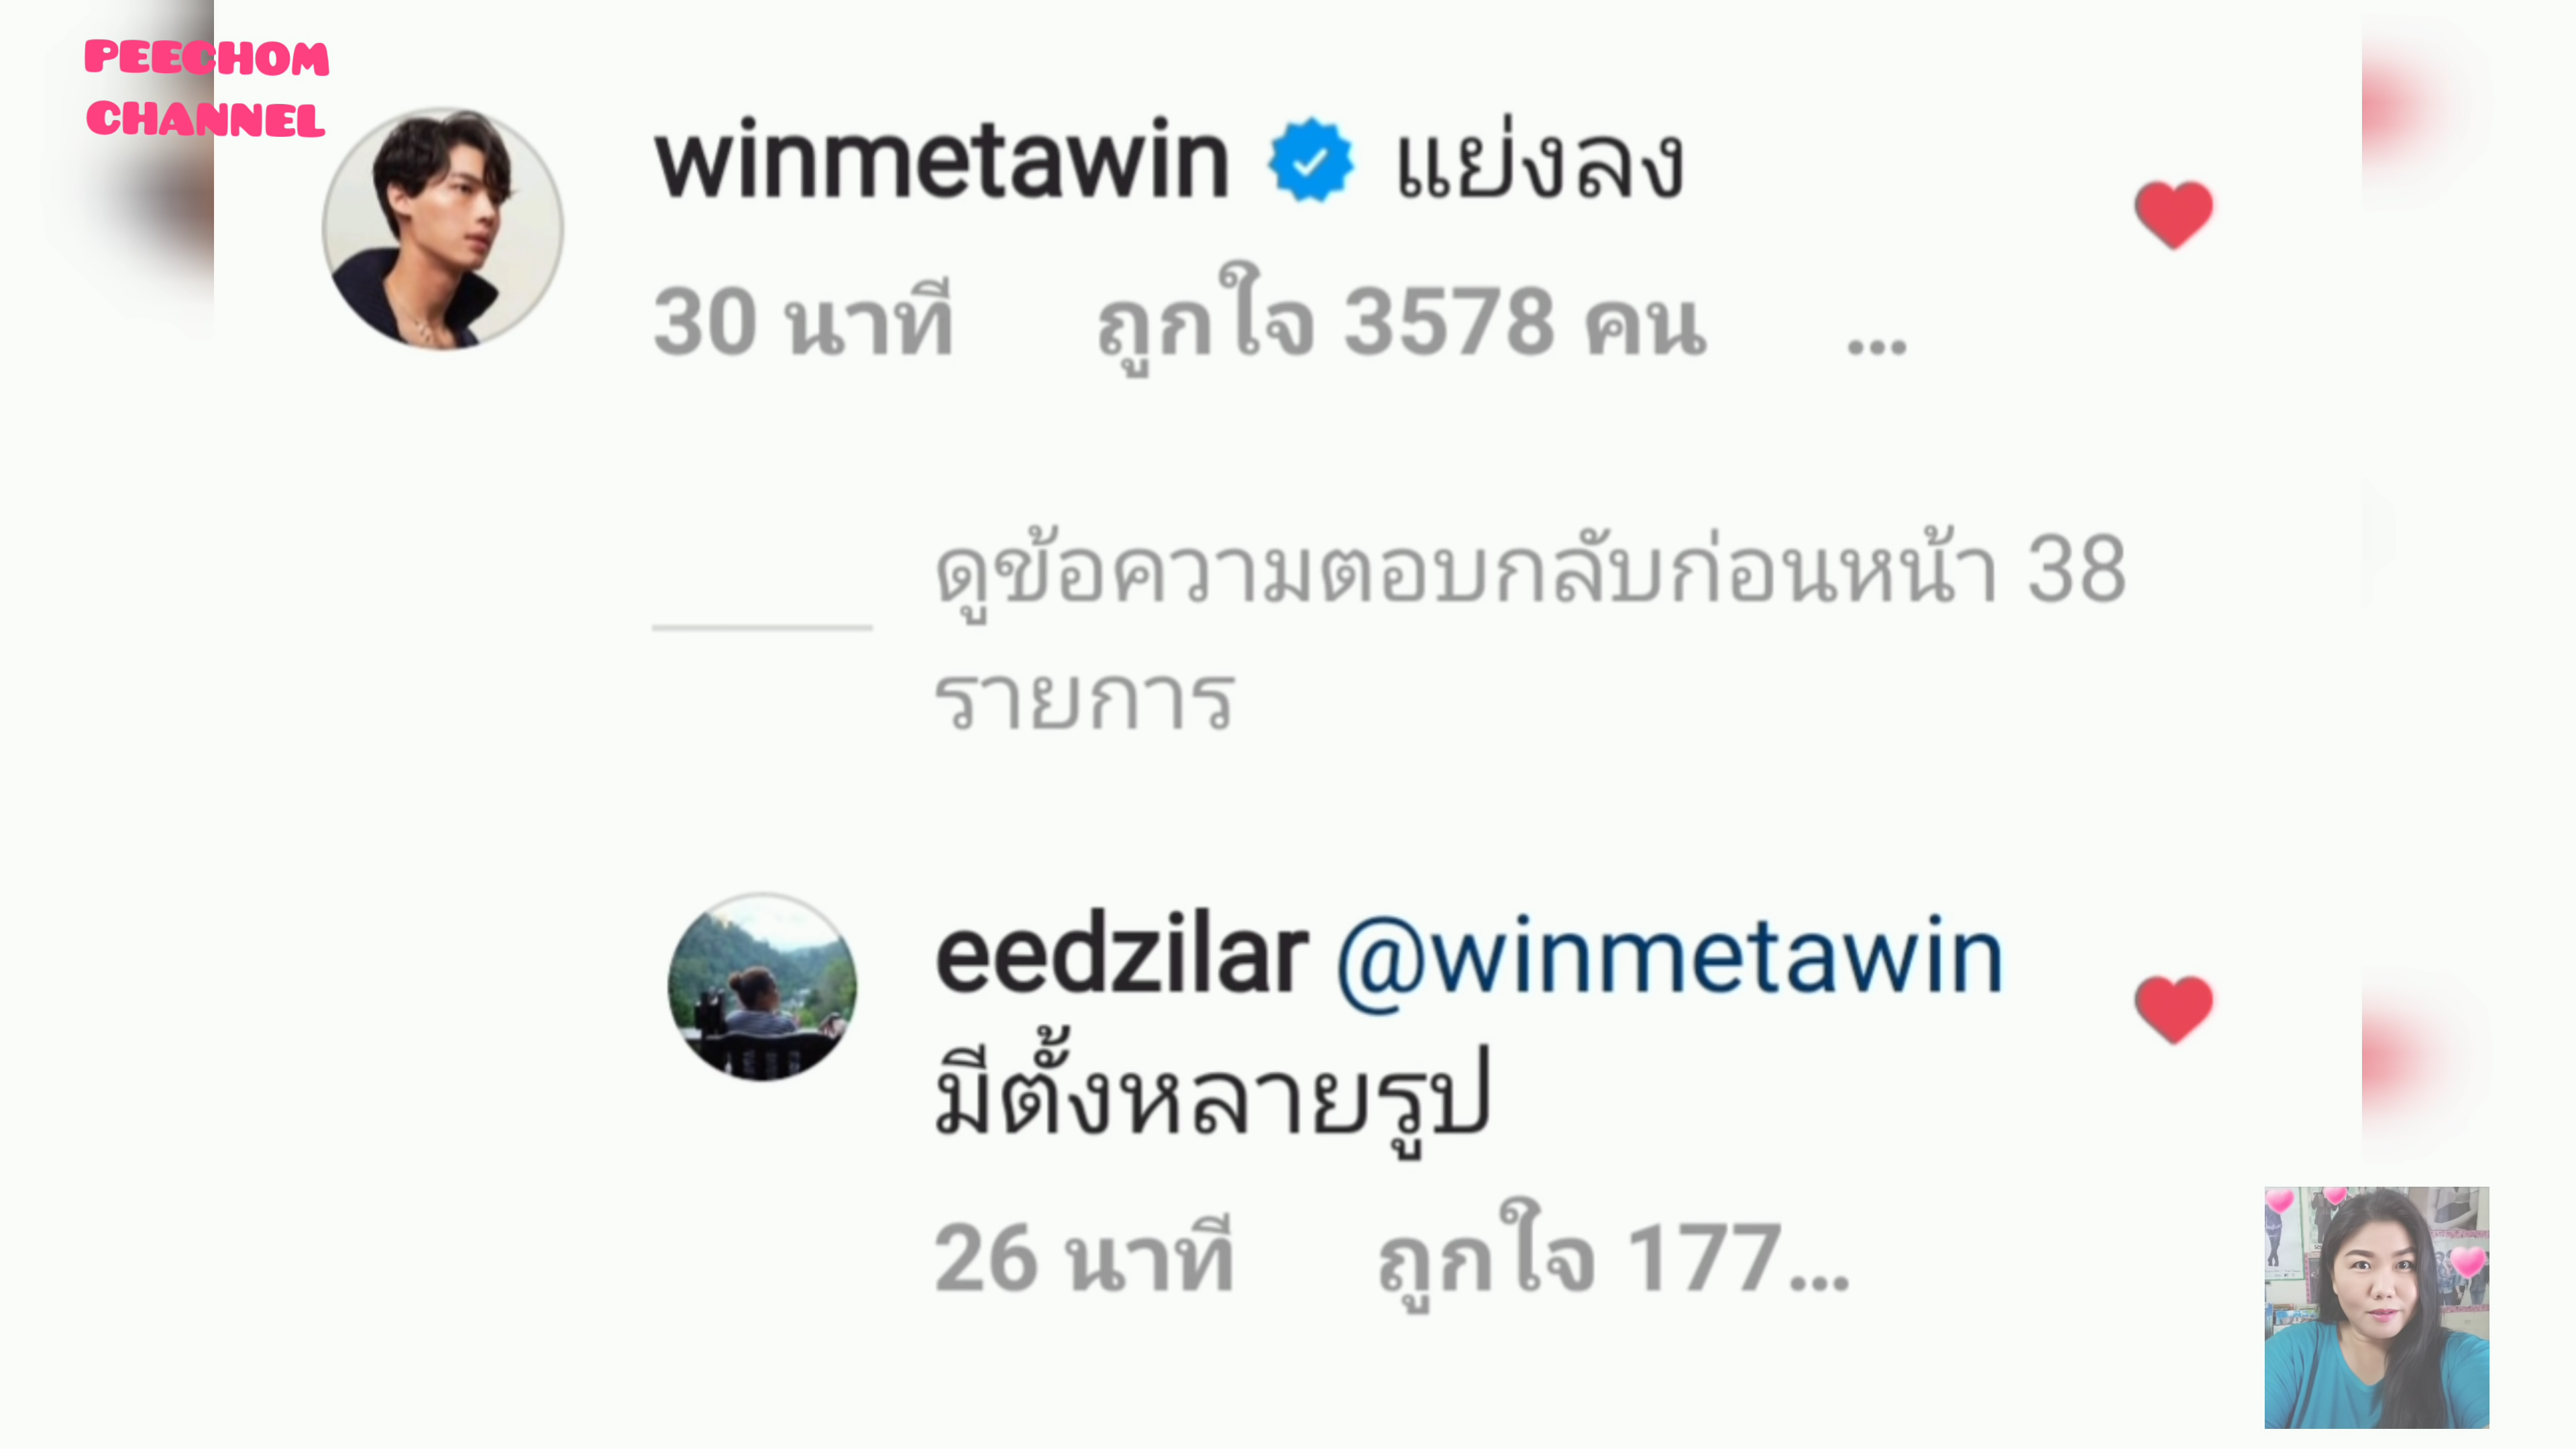 PEECHOM
CHANNEL
winmetawin แย่งลง
30 นาที ถูกใจ 3578 คน ...
ดูข้อความตอบกลับก่อนหน้า 38
รายการ
eedzilar @winmetawin
มีตั้งหลายรูป
26 นาที ถูกใจ 177...